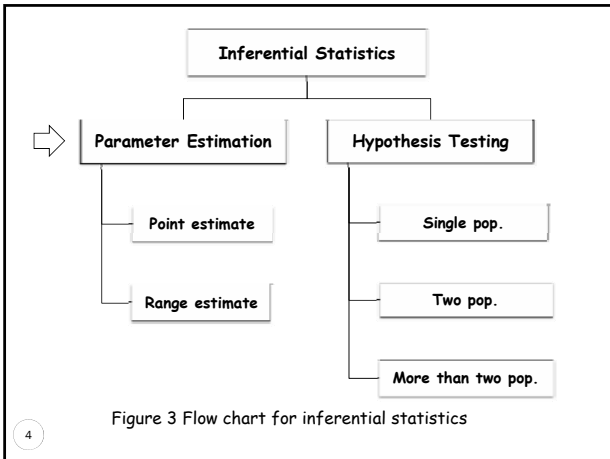 Inferential Statistics
Parameter Estimation
Hypothesis Testing
Point estimate
Single pop.
Range estimate
Two pop.
More than two pop.
Figure 3 Flow chart for inferential statistics
4